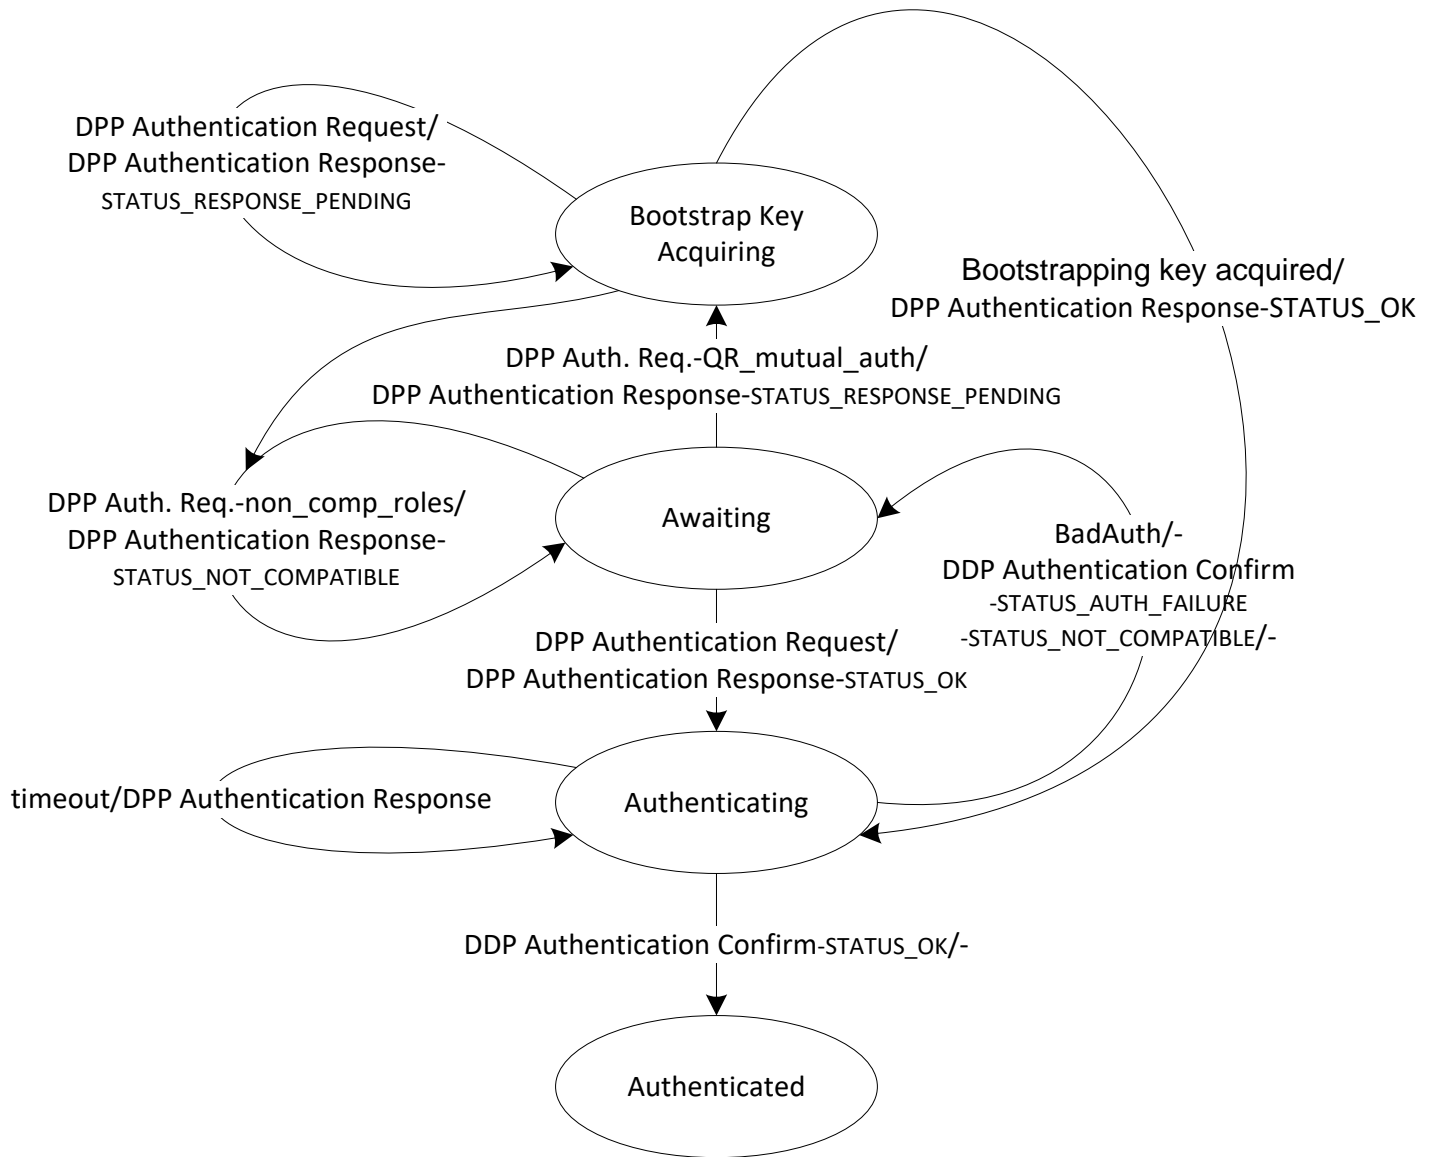 DPP Authentication Request/
DPP Authentication Response-
STATUS_RESPONSE_PENDING
Bootstrap Key
Acquiring
Bootstrapping key acquired/
DPP Authentication Response-STATUS_OK
DPP Auth. Req.-QR_mutual_auth/
DPP Authentication Response-STATUS_RESPONSE_PENDING
DPP Auth. Req.-non_comp_roles/
DPP Authentication Response-
STATUS_NOT_COMPATIBLE
Awaiting
BadAuth/-
DDP Authentication Confirm
-STATUS_AUTH_FAILURE
-STATUS_NOT_COMPATIBLE/-
DPP Authentication Request/
DPP Authentication Response-STATUS_OK
timeout/DPP Authentication Response
Authenticating
DDP Authentication Confirm-STATUS_OK/-
Authenticated